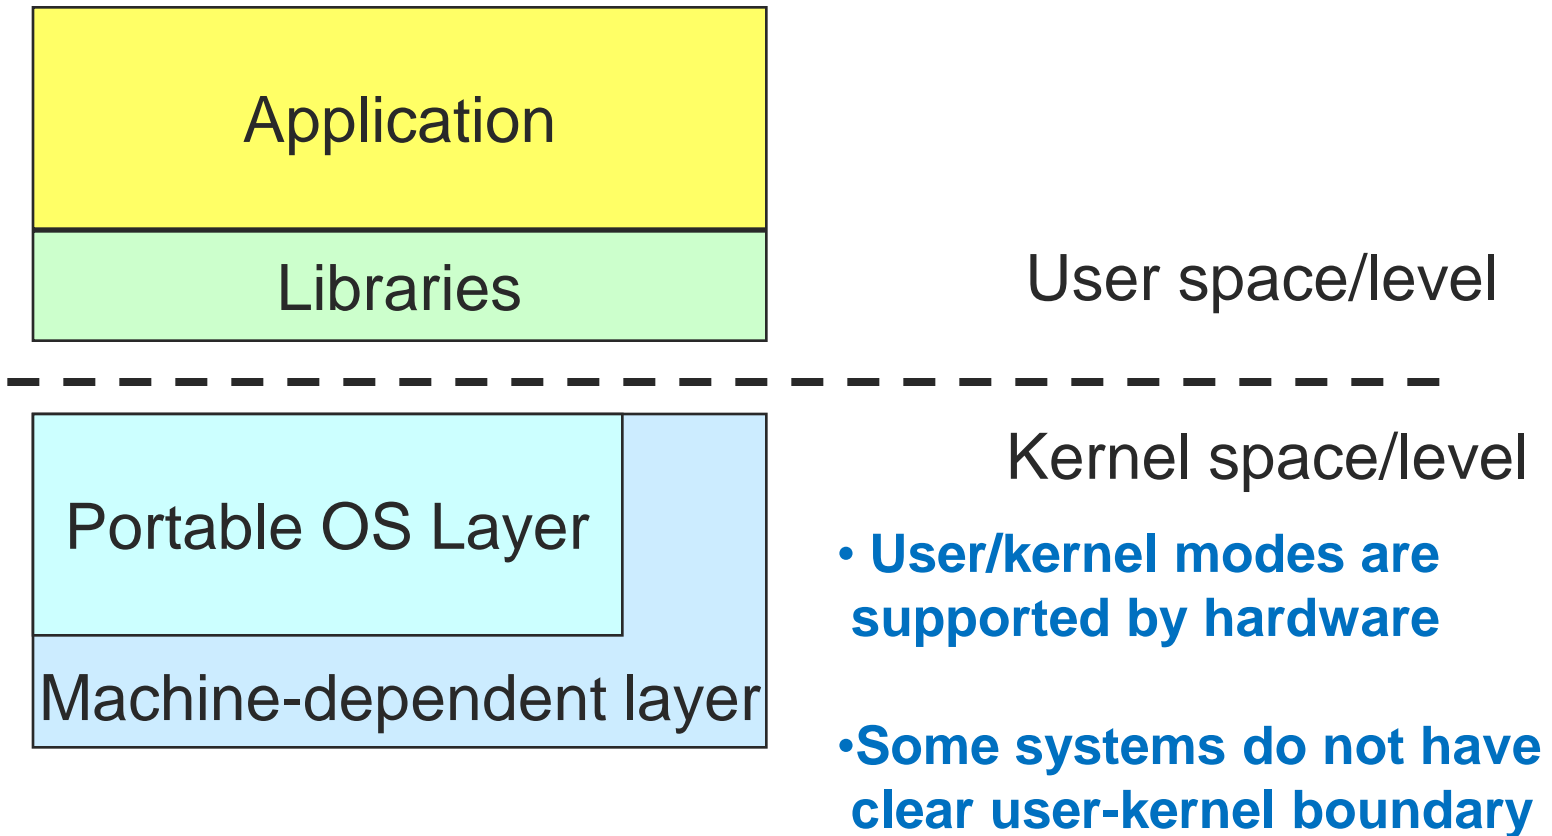 Application
Libraries
User space/level
Kernel space/level
Portable OS Layer
Machine-dependent layer
• User/kernel modes are
supported by hardware
•Some systems do not have
clear user-kernel boundary